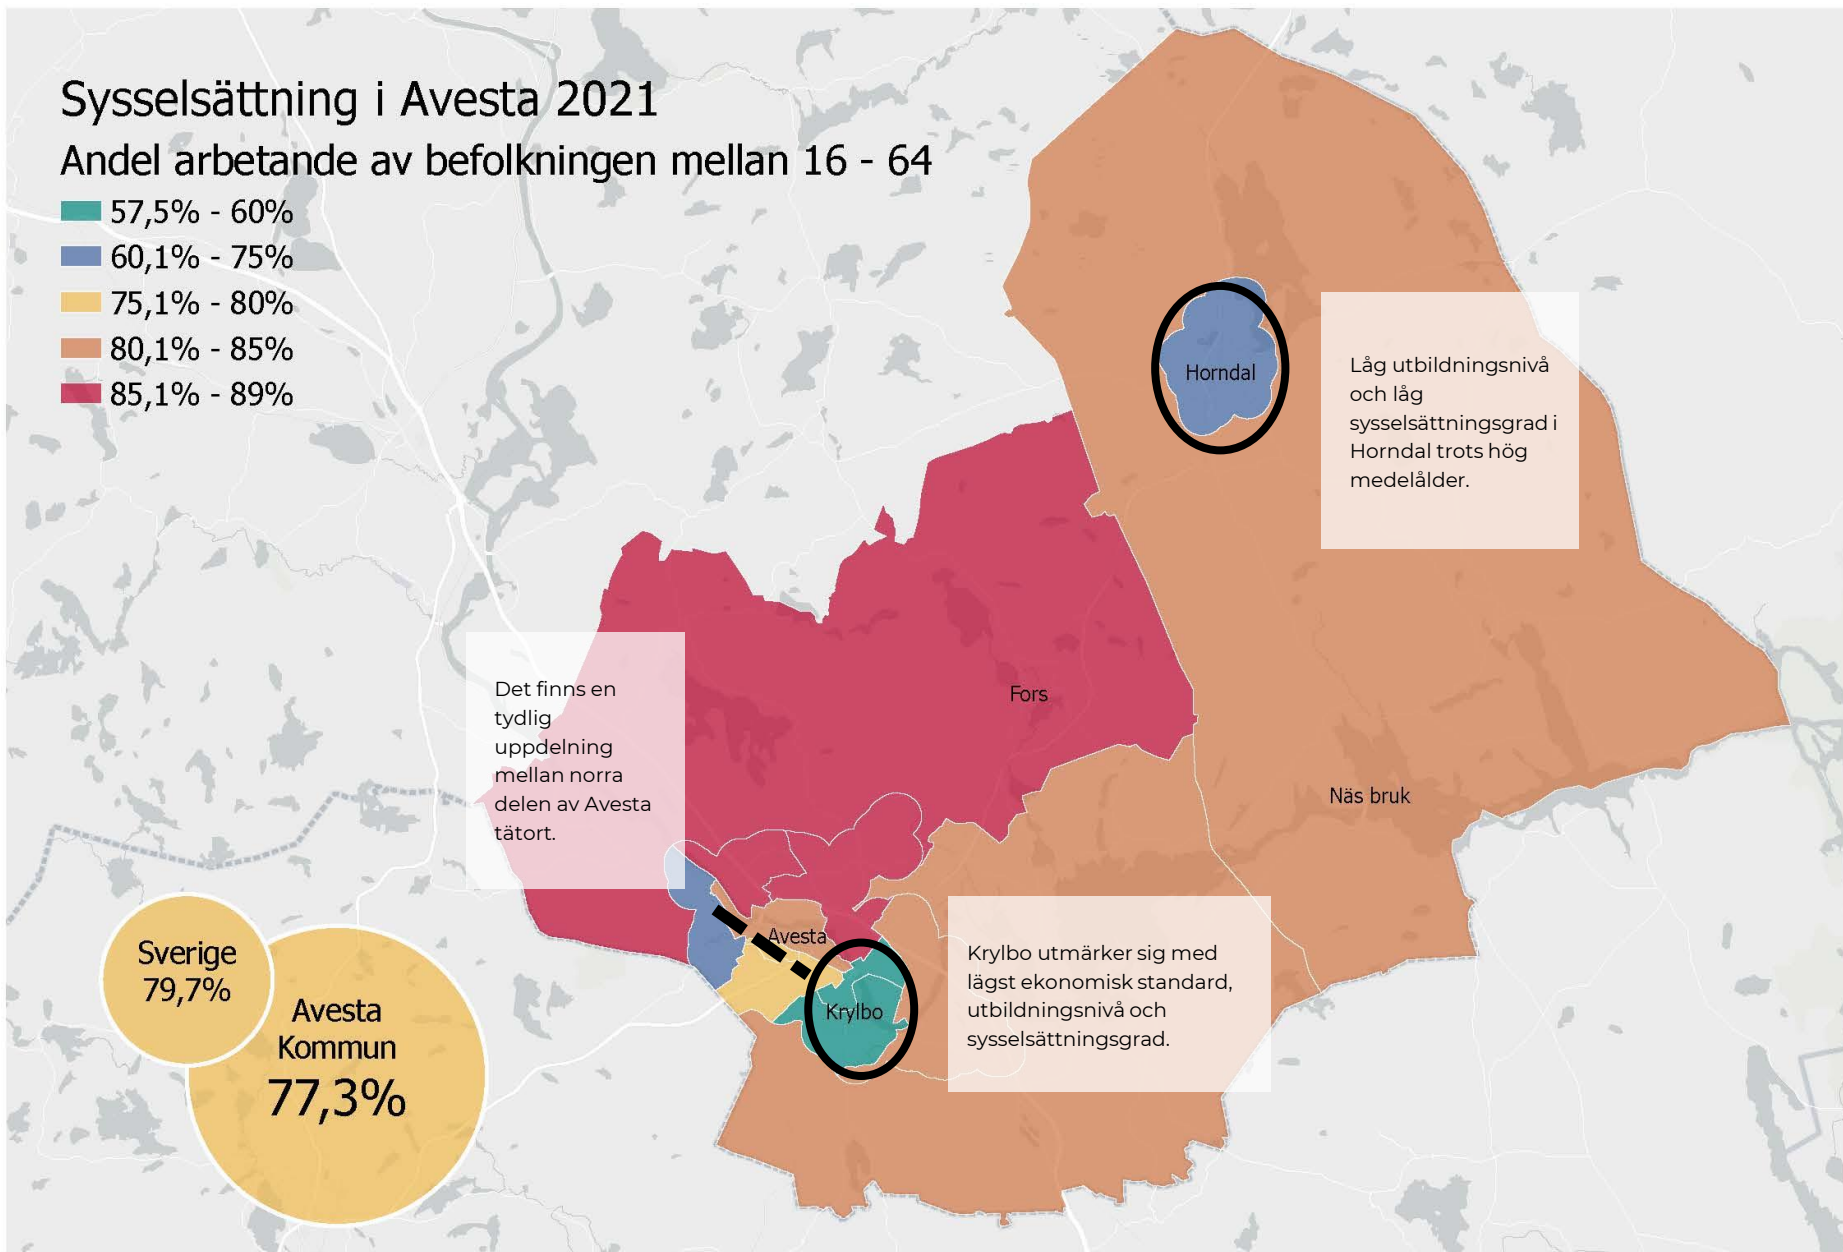 Sysselsättning i Avesta 2021
Andel arbetande av befolkningen mellan 16 - 64
57,5% - 60%
60,1% - 75%
75,1% - 80%
80,1% - 85%
85,1% - 89%
Horndal
Låg utbildningsnivå
och låg
sysselsättningsgrad i
Horndal trots hög
medelålder.
Det finns en
tydlig
uppdelning
mellan norra
delen av Avesta
tätort.
Fors
Näs bruk
Avesta
Krylbo
Krylbo utmärker sig med
lägst ekonomisk standard,
utbildningsnivå och
sysselsättningsgrad.
Sverige
79,7%
Avesta
Kommun
77,3%